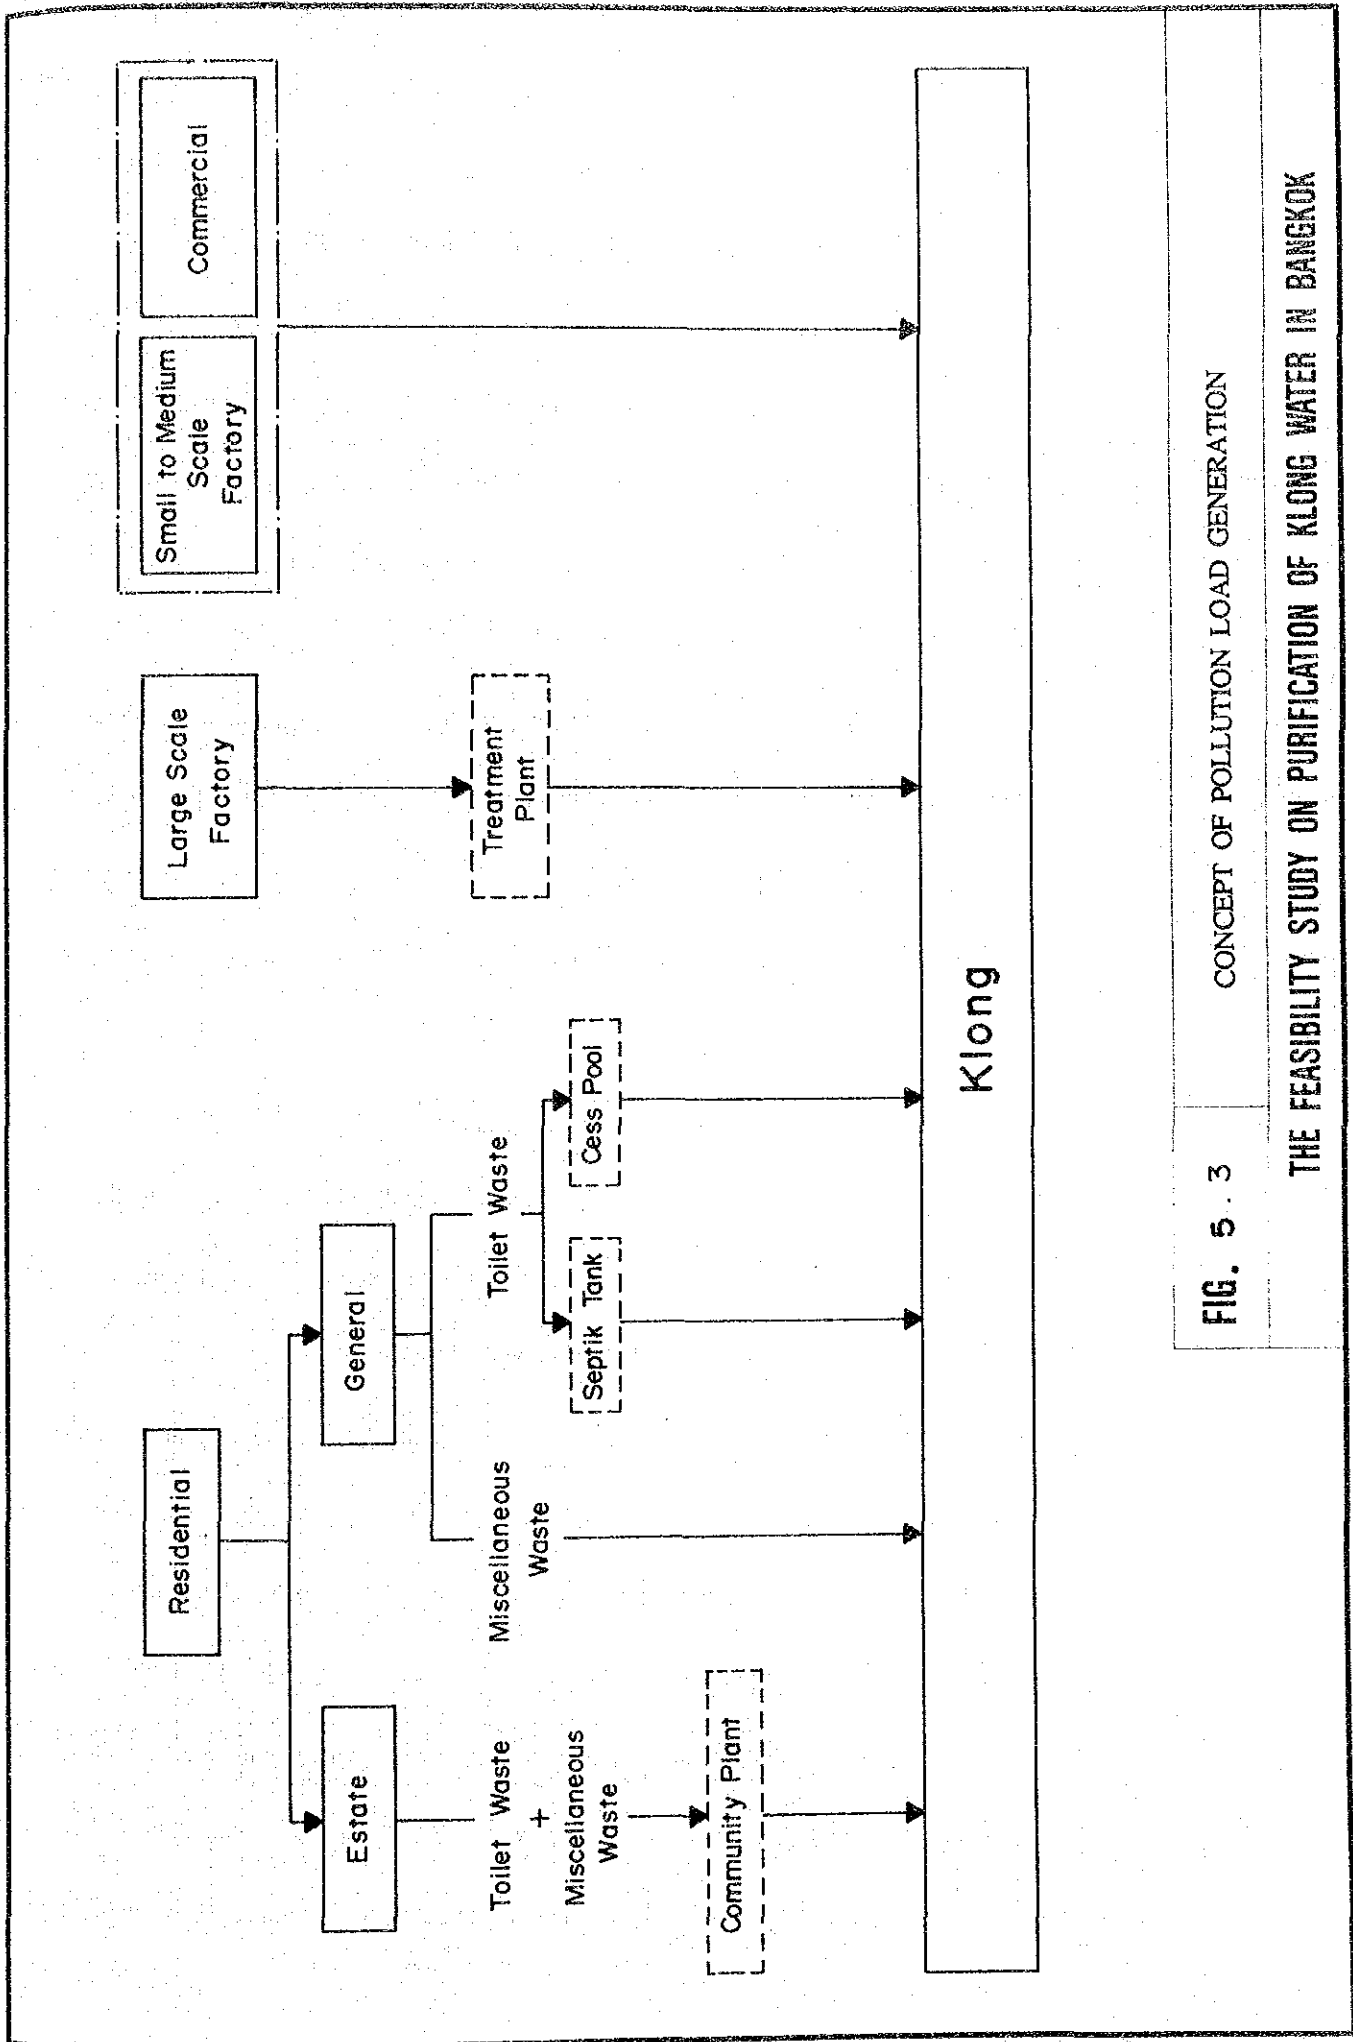 Residential
Large Scale
Factory
Small to Medium
Scale
Factory
Commercial
Estate
General
Toilet Waste
+
Miscellaneous
Waste
Miscellaneous
Waste
Toilet Waste
Treatment
Plant
Septik Tank
Cess Pool
Community Plant
Klong
FIG. 5.3
CONCEPT OF POLLUTION LOAD GENERATION
THE FEASIBILITY STUDY ON PURIFICATION OF KLONG WATER IN BANGKOK